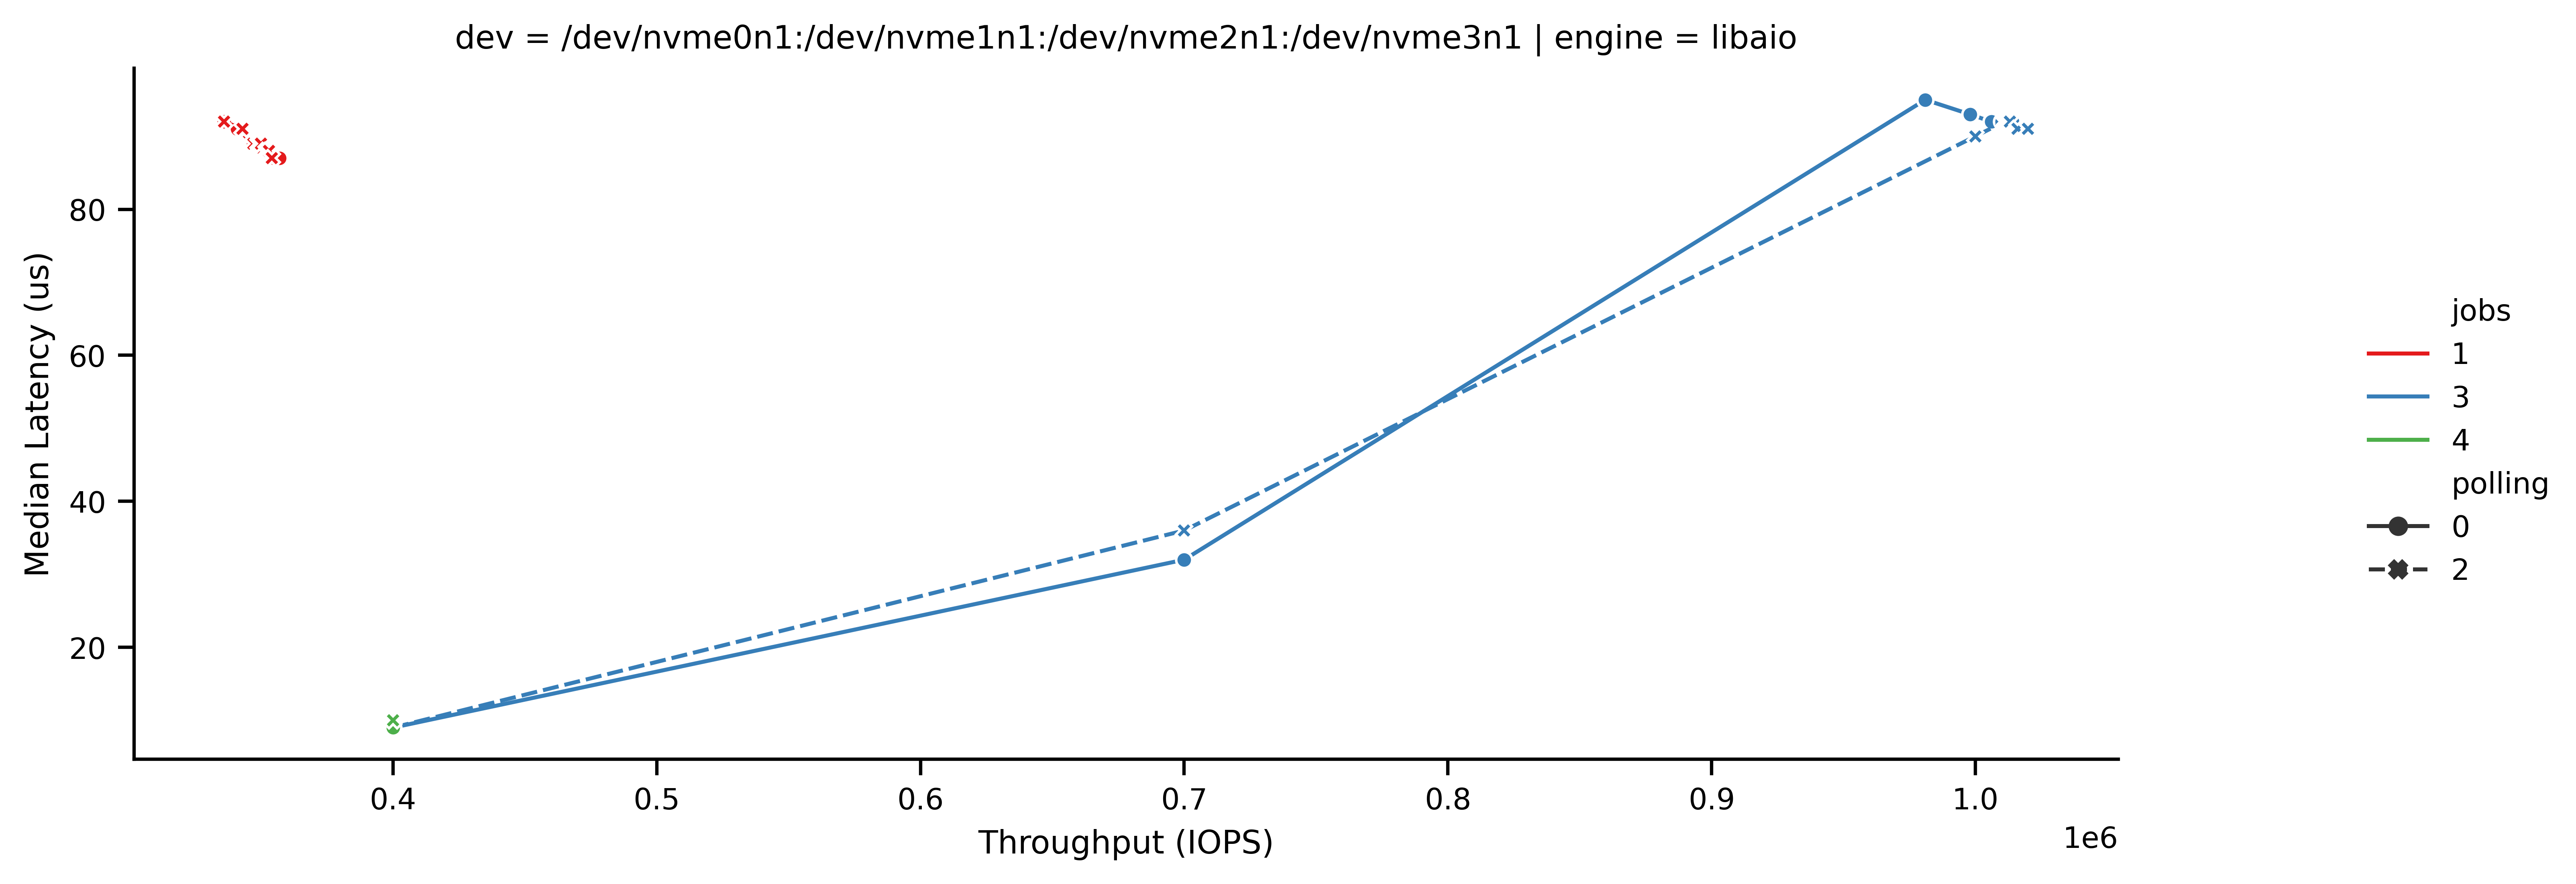 dev = /dev/nvme0n1:/dev/nvme1n1:/dev/nvme2n1:/dev/nvme3n1 | engine = libaio
Median Latency (us)
80
60
40
20
0.4 0.5 0.6 0.7 0.8 0.9 1.0
1e6
Throughput (IOPS)
jobs
1
3
4
polling
0
2